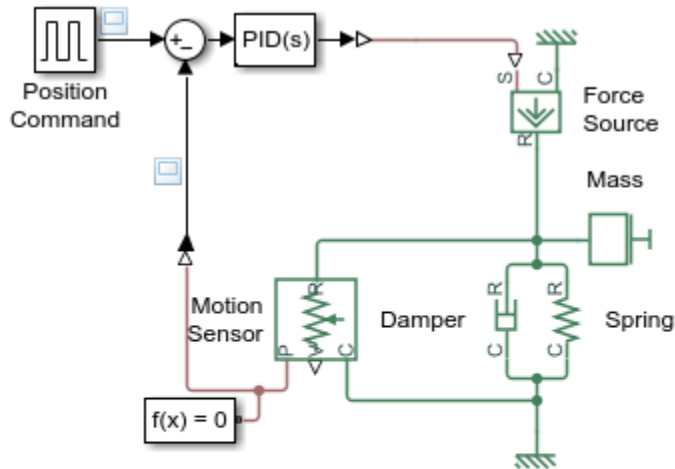 +
−
PID(s)
Position
Command
S
C
Force
Source
R
Mass
Motion
Sensor
R
P
V
C
Damper
R
C
R
C
Spring
f(x) = 0